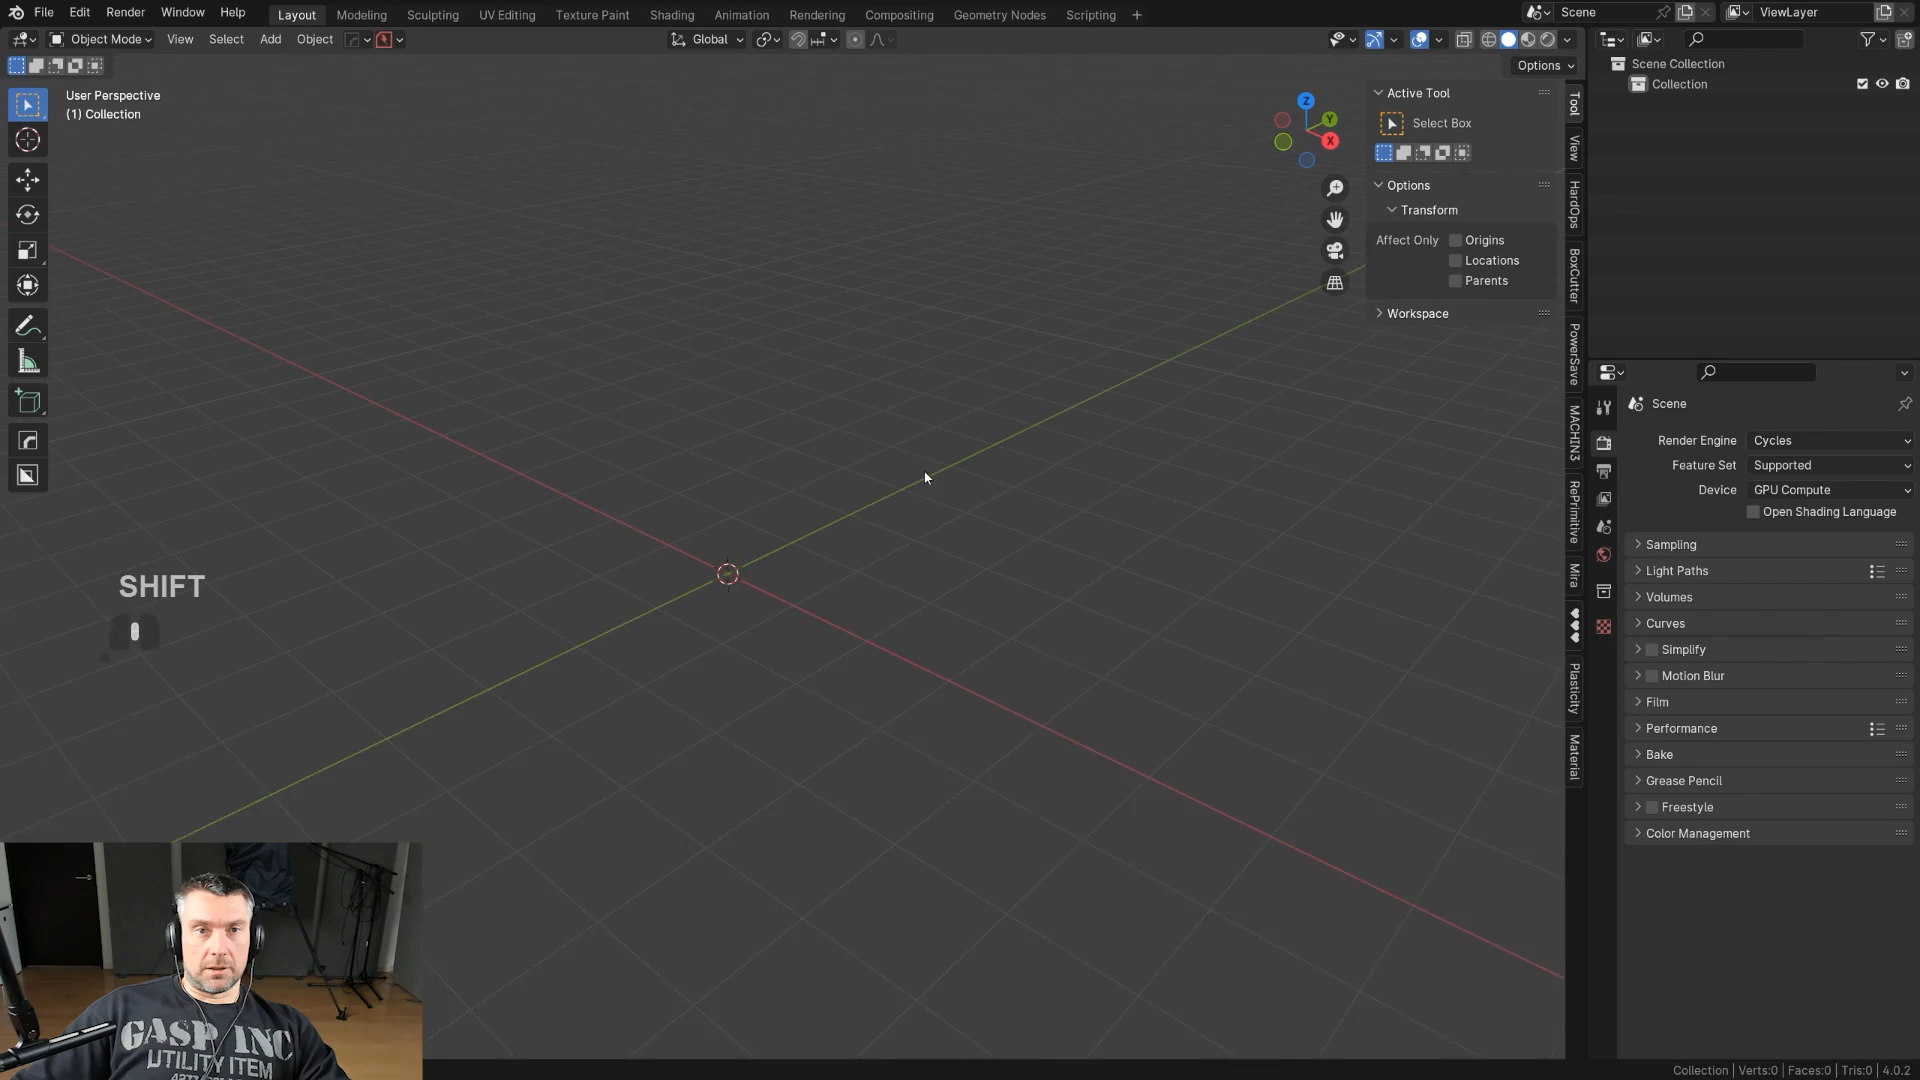 File Edit Render Window Help Layout Modeling Sculpting UV Editing Texture Paint Shading Animation Rendering Compositing Geometry Nodes Scripting + Scene ViewLayer
Object Mode View Select Add Object Global
Options
User Perspective
(1) Collection
Z
Y
X
Active Tool
Select Box
Options
Transform
Affect Only Origins
Locations
Parents
Workspace
Tool
View
HardOps
BoxCutter
PowerSave
MACHIN3
RePrimitive
Mira
Plasticity
Material
Scene Collection
Collection
Scene
Render Engine Cycles
Feature Set Supported
Device GPU Compute
Open Shading Language
Sampling
Light Paths
Volumes
Curves
Simplify
Motion Blur
Film
Performance
Bake
Grease Pencil
Freestyle
Color Management
SHIFT
GASP INC
UTILITY ITEM
Collection | Verts:0 | Faces:0 | Tris:0 | 4.0.2